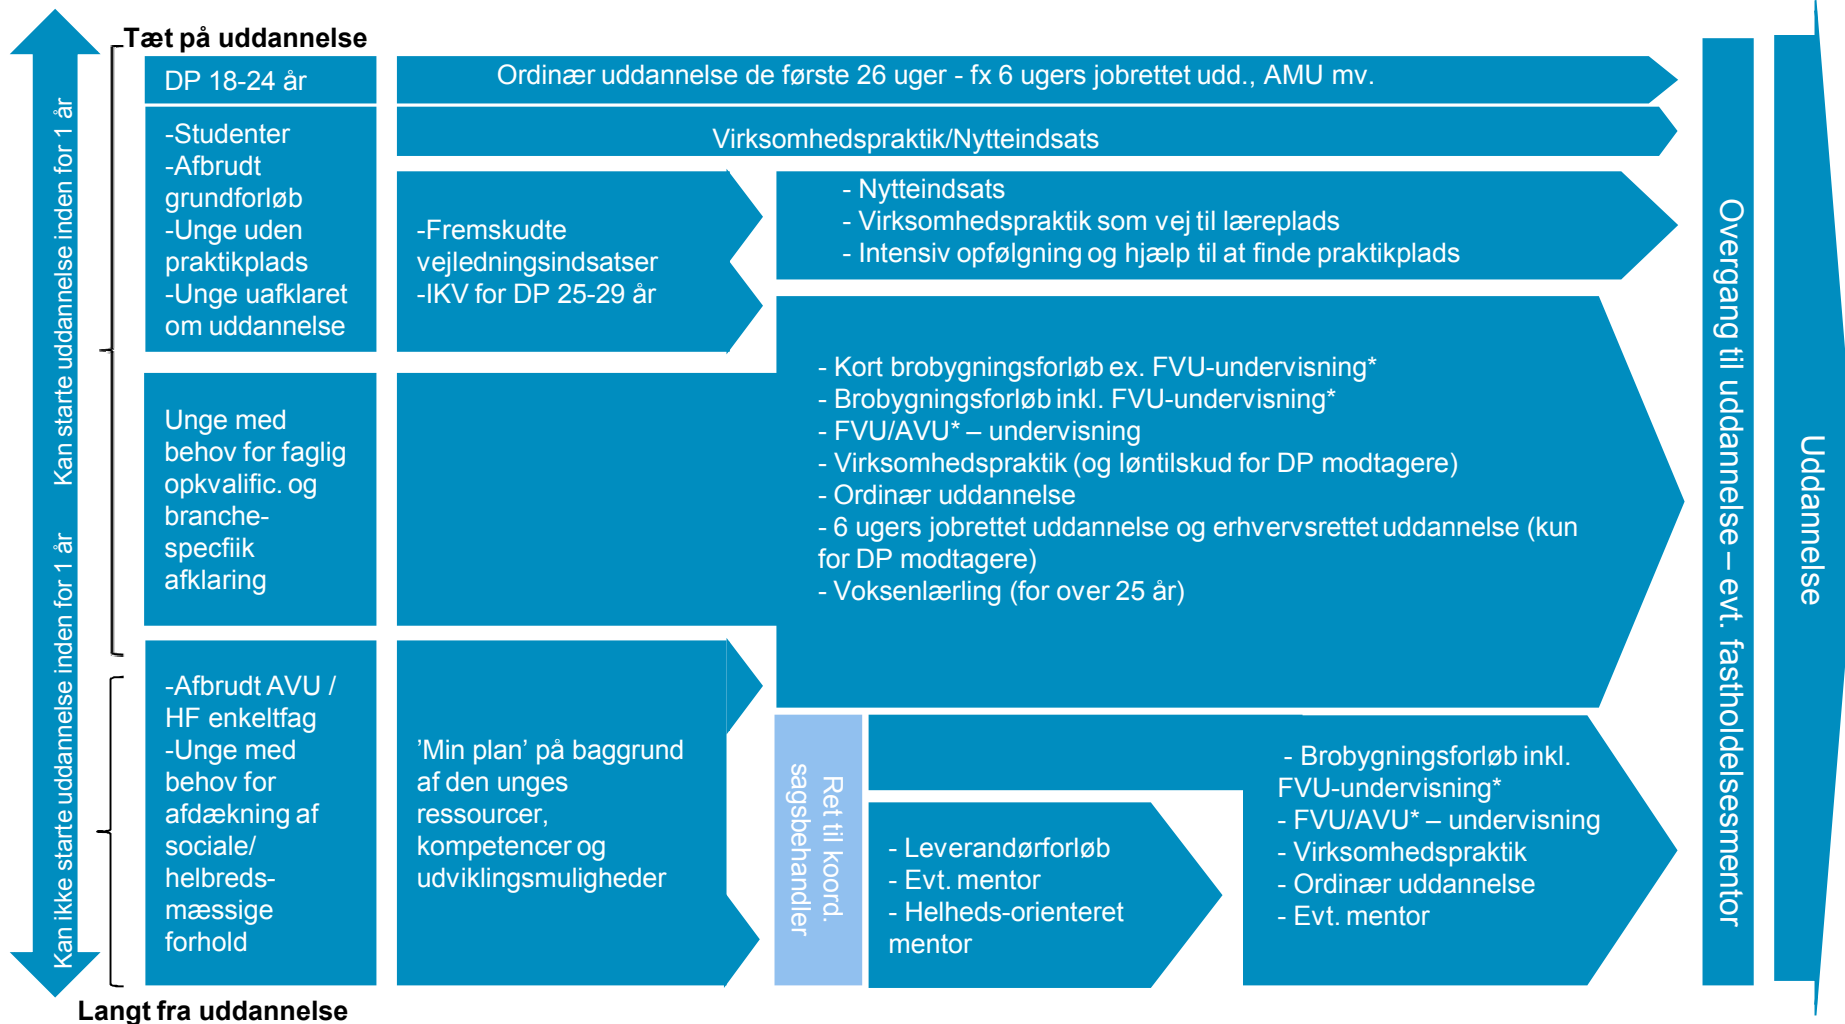 Tæt på uddannelse
Kan starte uddannelse inden for 1 år
Kan ikke starte uddannelse inden for 1 år
DP 18-24 år
Ordinær uddannelse de første 26 uger - fx 6 ugers jobrettet udd., AMU mv.
-Studenter
-Afbrudt
grundforløb
-Unge uden
praktikplads
-Unge uafklaret
om uddannelse
Virksomhedspraktik/Nytteindsats
-Fremskudte
vejledningsindsatser
-IKV for DP 25-29 år
- Nytteindsats
- Virksomhedspraktik som vej til læreplads
- Intensiv opfølgning og hjælp til at finde praktikplads
Unge med
behov for faglig
opkvalific. og
branche-
specfiik
afklaring
- Kort brobygningsforløb ex. FVU-undervisning*
- Brobygningsforløb inkl. FVU-undervisning*
- FVU/AVU* – undervisning
- Virksomhedspraktik (og løntilskud for DP modtagere)
- Ordinær uddannelse
- 6 ugers jobrettet uddannelse og erhvervsrettet uddannelse (kun
for DP modtagere)
- Voksenlærling (for over 25 år)
-Afbrudt AVU /
HF enkeltfag
-Unge med
behov for
afdækning af
sociale/
helbreds-
mæssige
forhold
’Min plan’ på baggrund
af den unges
ressourcer,
kompetencer og
udviklingsmuligheder
Ret til koord.
sagsbehandler
- Leverandørforløb
- Evt. mentor
- Helheds-orienteret
mentor
- Brobygningsforløb inkl.
FVU-undervisning*
- FVU/AVU* – undervisning
- Virksomhedspraktik
- Ordinær uddannelse
- Evt. mentor
Overgang til uddannelse – evt. fastholdelsesmentor
Uddannelse
Langt fra uddannelse